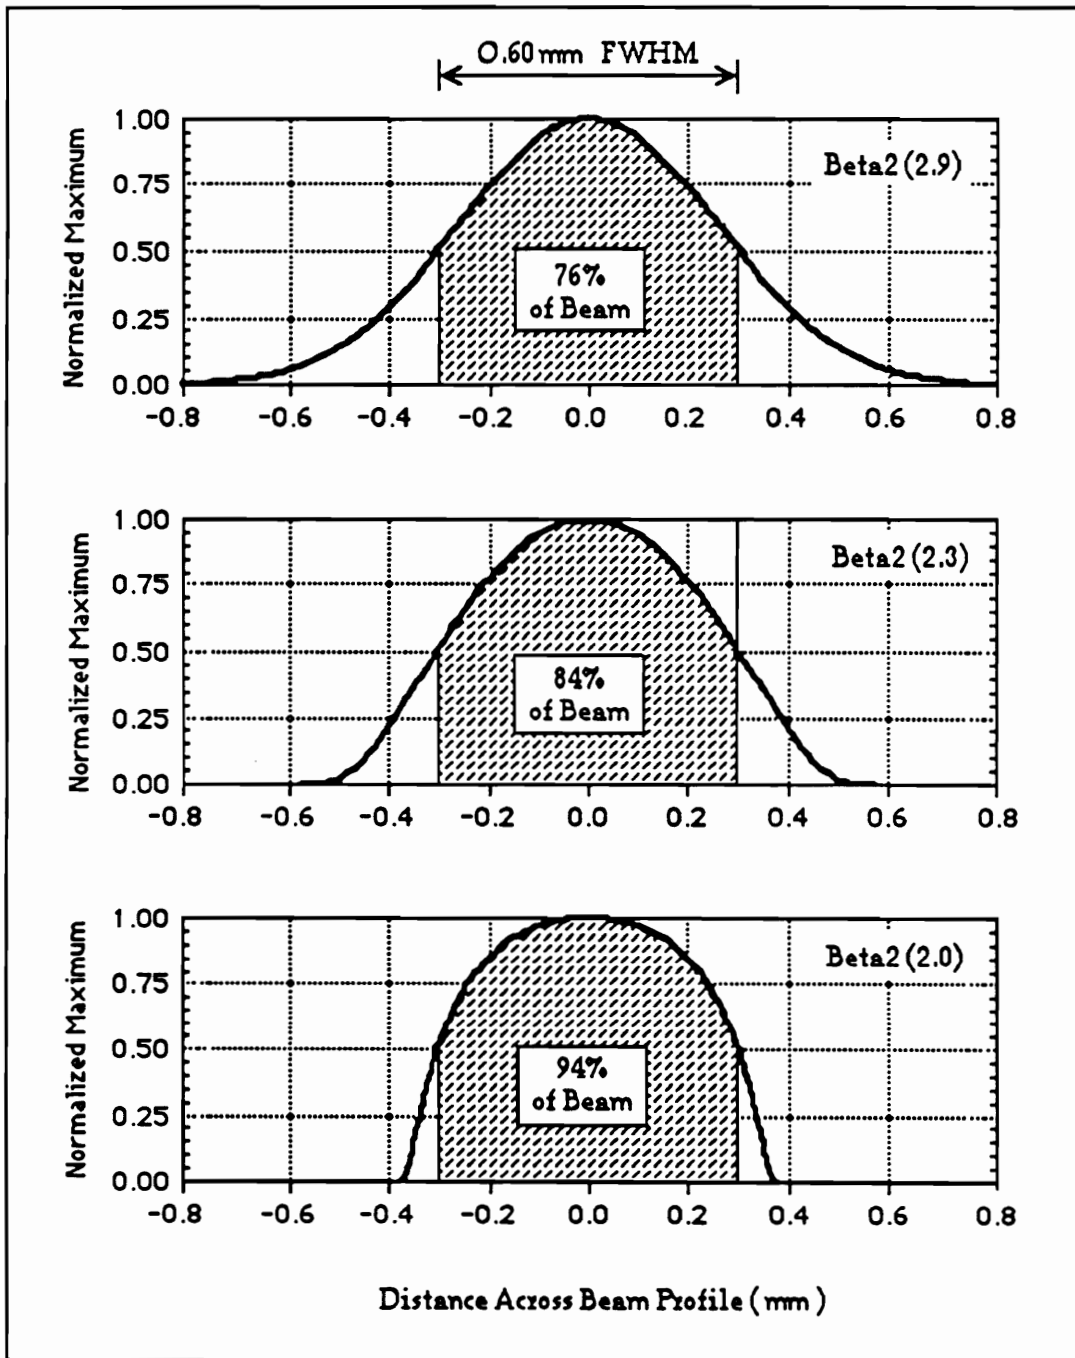 0.60 mm FWHM
Normalized Maximum
1.00
0.75
0.50
0.25
0.00
Beta2 (2.9)
76%
of Beam
-0.8 -0.6 -0.4 -0.2 0.0 0.2 0.4 0.6 0.8
Normalized Maximum
1.00
0.75
0.50
0.25
0.00
Beta2 (2.3)
84%
of Beam
-0.8 -0.6 -0.4 -0.2 0.0 0.2 0.4 0.6 0.8
Normalized Maximum
1.00
0.75
0.50
0.25
0.00
Beta2 (2.0)
94%
of Beam
-0.8 -0.6 -0.4 -0.2 0.0 0.2 0.4 0.6 0.8
Distance Across Beam Profile (mm)